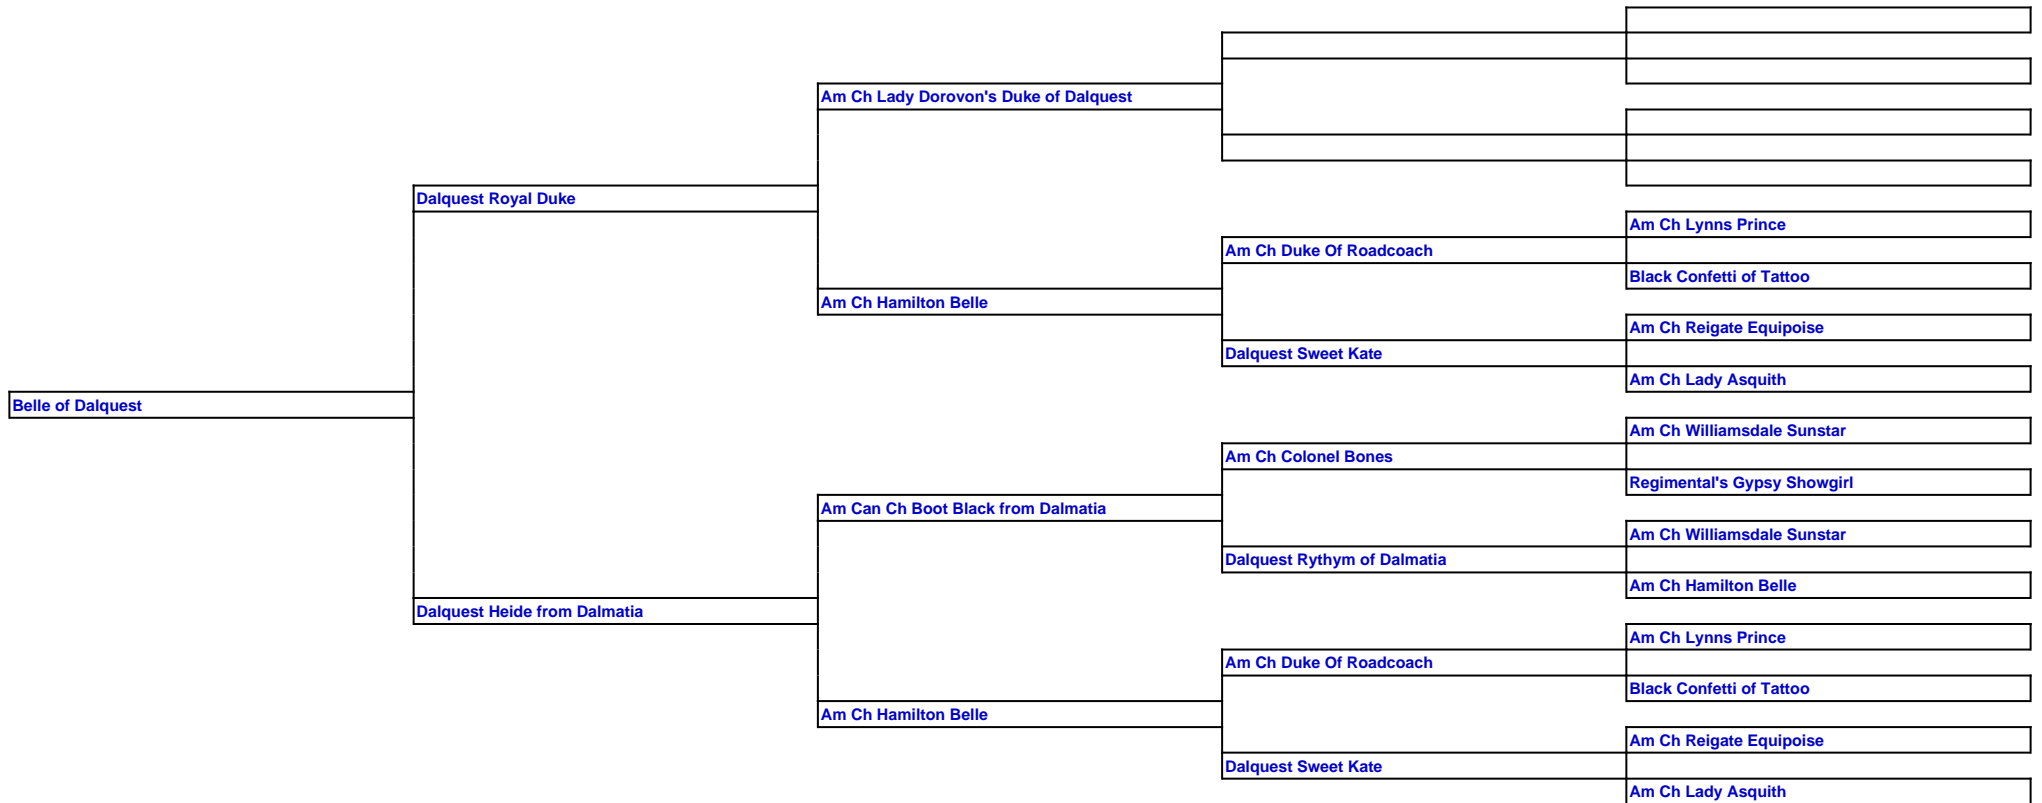 Am Ch Lady Dorovon's Duke of Dalquest
Dalquest Royal Duke
Am Ch Lynns Prince
Am Ch Duke Of Roadcoach
Black Confetti of Tattoo
Am Ch Hamilton Belle
Am Ch Reigate Equipoise
Dalquest Sweet Kate
Am Ch Lady Asquith
Belle of Dalquest
Am Ch Williamsdale Sunstar
Am Ch Colonel Bones
Regimental's Gypsy Showgirl
Am Can Ch Boot Black from Dalmatia
Am Ch Williamsdale Sunstar
Dalquest Rythym of Dalmatia
Am Ch Hamilton Belle
Dalquest Heide from Dalmatia
Am Ch Lynns Prince
Am Ch Duke Of Roadcoach
Black Confetti of Tattoo
Am Ch Hamilton Belle
Am Ch Reigate Equipoise
Dalquest Sweet Kate
Am Ch Lady Asquith